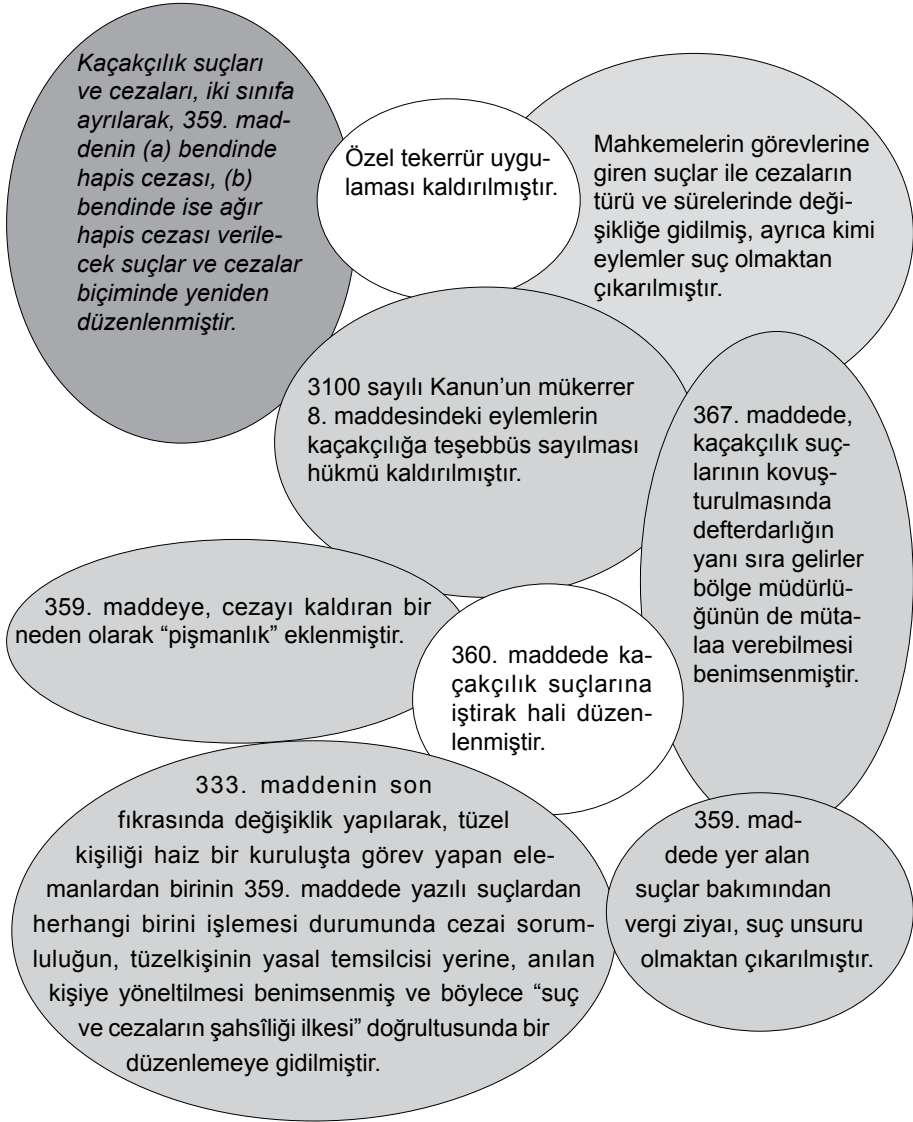 Kaçakçılık suçları
ve cezaları, iki sınıfa
ayrılarak, 359. mad-
denin (a) bendinde
hapis cezası, (b)
bendinde ise ağır
hapis cezası verile-
cek suçlar ve cezalar
biçiminde yeniden
düzenlenmiştir.
Özel tekerrür uygu-
laması kaldırılmıştır.
Mahkemelerin görevlerine
giren suçlar ile cezaların
türü ve sürelerinde deği-
şikliğe gidilmiş, ayrıca kimi
eylemler suç olmaktan
çıkarılmıştır.
3100 sayılı Kanun’un mükerrer
8. maddesindeki eylemlerin
kaçakçılığa teşebbüs sayılması
hükmü kaldırılmıştır.
367. maddede,
kaçakçılık suç-
larının kovuş-
turulmasında
defterdarlığın
yanı sıra gelirler
bölge müdürlü-
ğünün de müta-
laa verebilmesi
benimsenmiştir.
359. maddeye, cezayı kaldıran bir
neden olarak “pişmanlık” eklenmiştir.
360. maddede ka-
çakçılık suçlarına
iştirak hali düzen-
lenmiştir.
333. maddenin son
fıkrasında değişiklik yapılarak, tüzel
kişiliği haiz bir kuruluşta görev yapan ele-
manlardan birinin 359. maddede yazılı suçlardan
herhangi birini işlemesi durumunda cezai sorum-
luluğun, tüzelkişinin yasal temsilcisi yerine, anılan
kişiye yöneltilmesi benimsenmiş ve böylece “suç
ve cezaların şahsîliği ilkesi” doğrultusunda bir
düzenlemeye gidilmiştir.
359. mad-
dede yer alan
suçlar bakımından
vergi ziyaı, suç unsuru
olmaktan çıkarılmıştır.